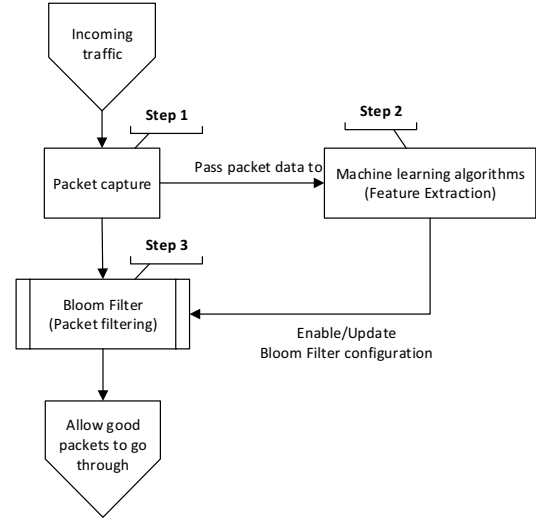 Incoming
traffic
Step 1
Step 2
Packet capture
Pass packet data to
Machine learning algorithms
(Feature Extraction)
Step 3
Bloom Filter
(Packet filtering)
Enable/Update
Bloom Filter configuration
Allow good
packets to go
through